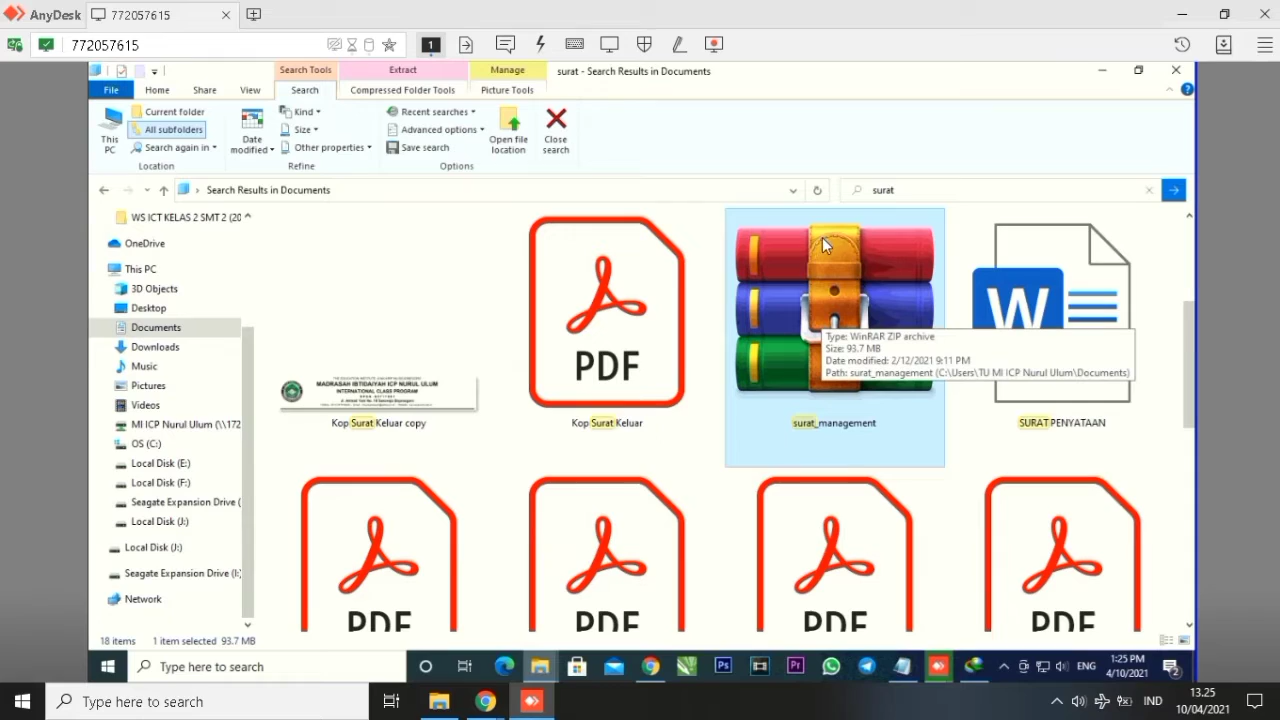 AnyDesk
772057615
772057615
1
Search Tools
Extract
Manage
surat - Search Results in Documents
File
Home
Share
View
Search
Compressed Folder Tools
Picture Tools
This PC
Current folder
All subfolders
Search again in
Location
Date modified
Kind
Size
Other properties
Refine
Recent searches
Advanced options
Save search
Options
Open file location
Close search
Search Results in Documents
surat
WS ICT KELAS 2 SMT 2 (20
OneDrive
This PC
3D Objects
Desktop
Documents
Downloads
Music
Pictures
Videos
MI ICP Nurul Ulum (\\172
OS (C:)
Local Disk (E:)
Local Disk (F:)
Seagate Expansion Drive (
Local Disk (J:)
Local Disk (J:)
Seagate Expansion Drive (I:
Network
MADRASAH IBTIDAIYAH ICP NURUL ULUM
INTERNATIONAL CLASS PROGRAM
Kop Surat Keluar copy
PDF
Kop Surat Keluar
surat_management
W
SURAT PENYATAAN
Type: WinRAR ZIP archive
Size: 93.7 MB
Date modified: 2/12/2021 9:11 PM
Path: surat_management (C:\Users\TU MI ICP Nurul Ulum\Documents)
PDF
PDF
PDF
PDF
18 items
1 item selected 93.7 MB
Type here to search
Ps
Pr
ENG
1:25 PM
4/10/2021
2
Type here to search
IND
13.25
10/04/2021